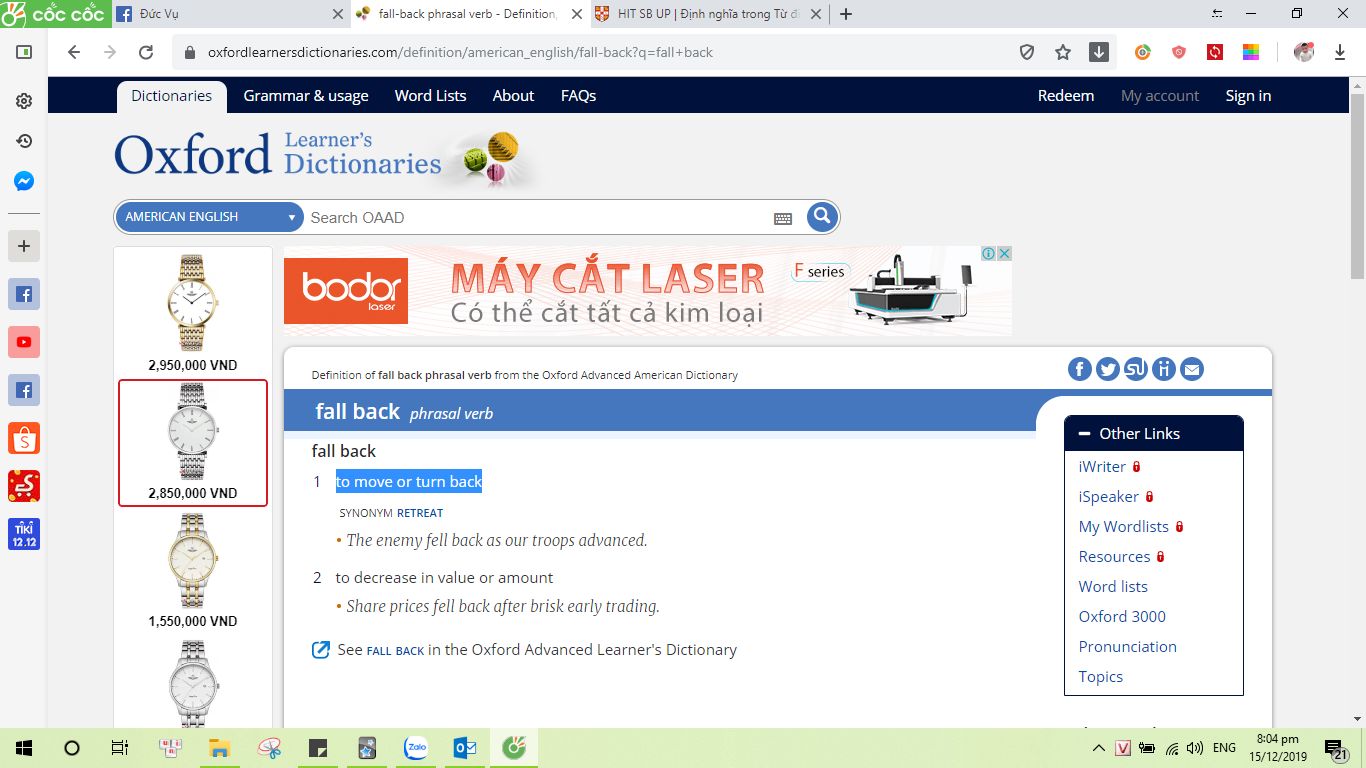 cốc cốc
Đức Vụ
fall-back phrasal verb - Definition,
HIT SB UP | Định nghĩa trong Từ đi
oxfordlearnersdictionaries.com/definition/american_english/fall-back?q=fall+back
Dictionaries
Grammar & usage
Word Lists
About
FAQs
Redeem
My account
Sign in
Oxford Learner's Dictionaries
AMERICAN ENGLISH
Search OAAD
2,950,000 VND
2,850,000 VND
1,550,000 VND
bodor
laser
MÁY CẮT LASER
Có thể cắt tất cả kim loại
F series
Definition of fall back phrasal verb from the Oxford Advanced American Dictionary
fall back phrasal verb
fall back
1 to move or turn back
SYNONYM RETREAT
• The enemy fell back as our troops advanced.
2 to decrease in value or amount
• Share prices fell back after brisk early trading.
See FALL BACK in the Oxford Advanced Learner's Dictionary
Other Links
iWriter
iSpeaker
My Wordlists
Resources
Word lists
Oxford 3000
Pronunciation
Topics
TIKI
12.12
Zalo
ENG
8:04 pm
15/12/2019
21